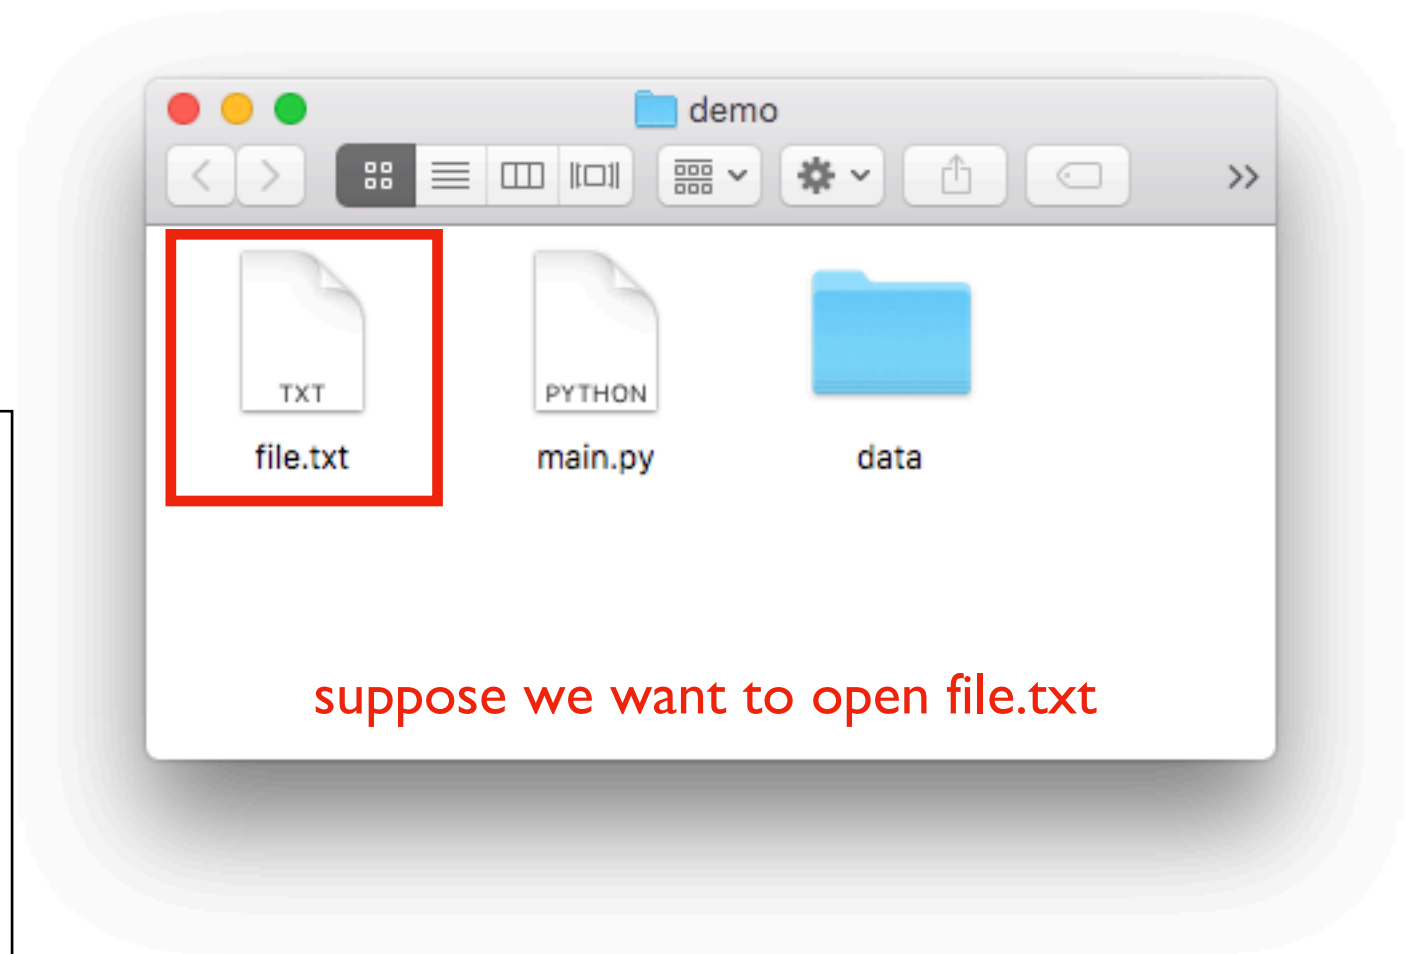 demo
TXT
PYTHON
file.txt
main.py
data
suppose we want to open file.txt